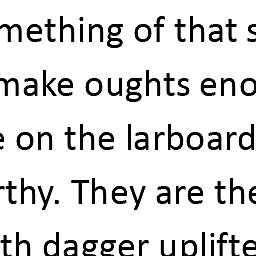 mething of that s
make oughts eno
e on the larboard
rthy. They are the
th dagger uplifte